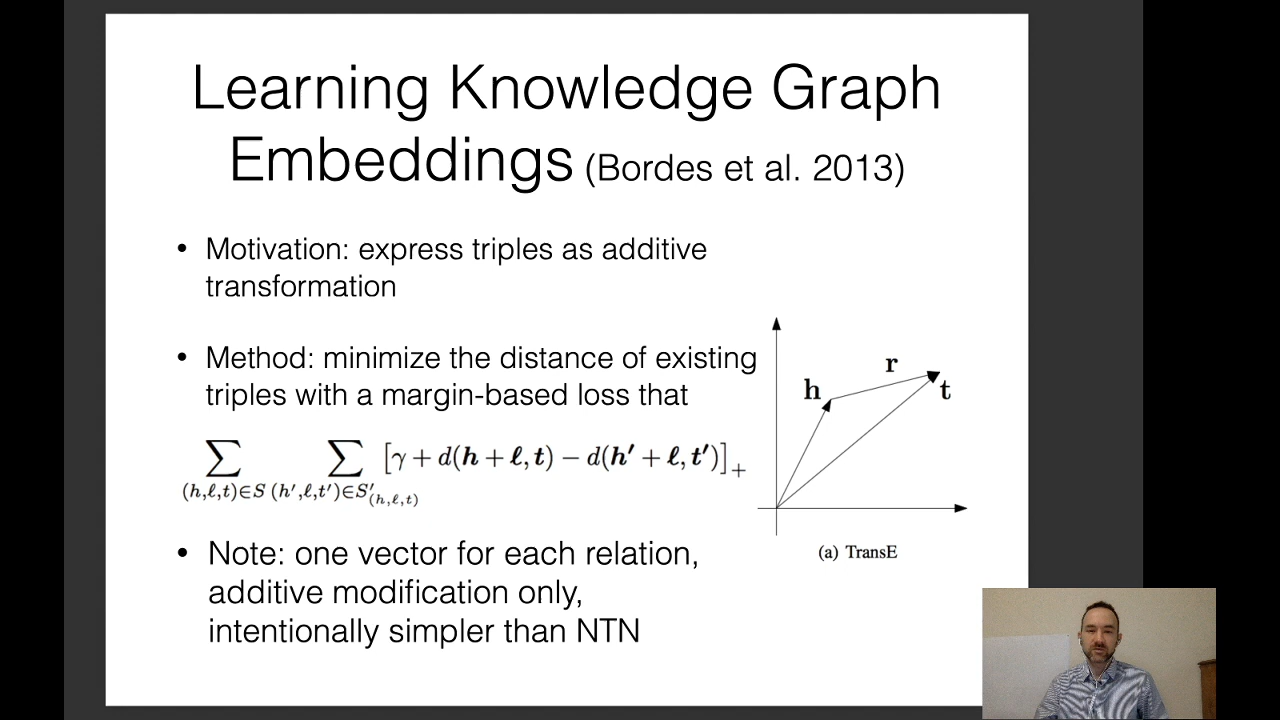 Learning Knowledge Graph
Embeddings (Bordes et al. 2013)
• Motivation: express triples as additive
transformation
• Method: minimize the distance of existing
triples with a margin-based loss that
∑ ∑ [γ + d(h + ℓ, t) − d(h′ + ℓ, t′)]₊
(h,ℓ,t)∈S (h′,ℓ,t′)∈S′(h,ℓ,t)
• Note: one vector for each relation,
additive modification only,
intentionally simpler than NTN
r
h
t
(a) TransE